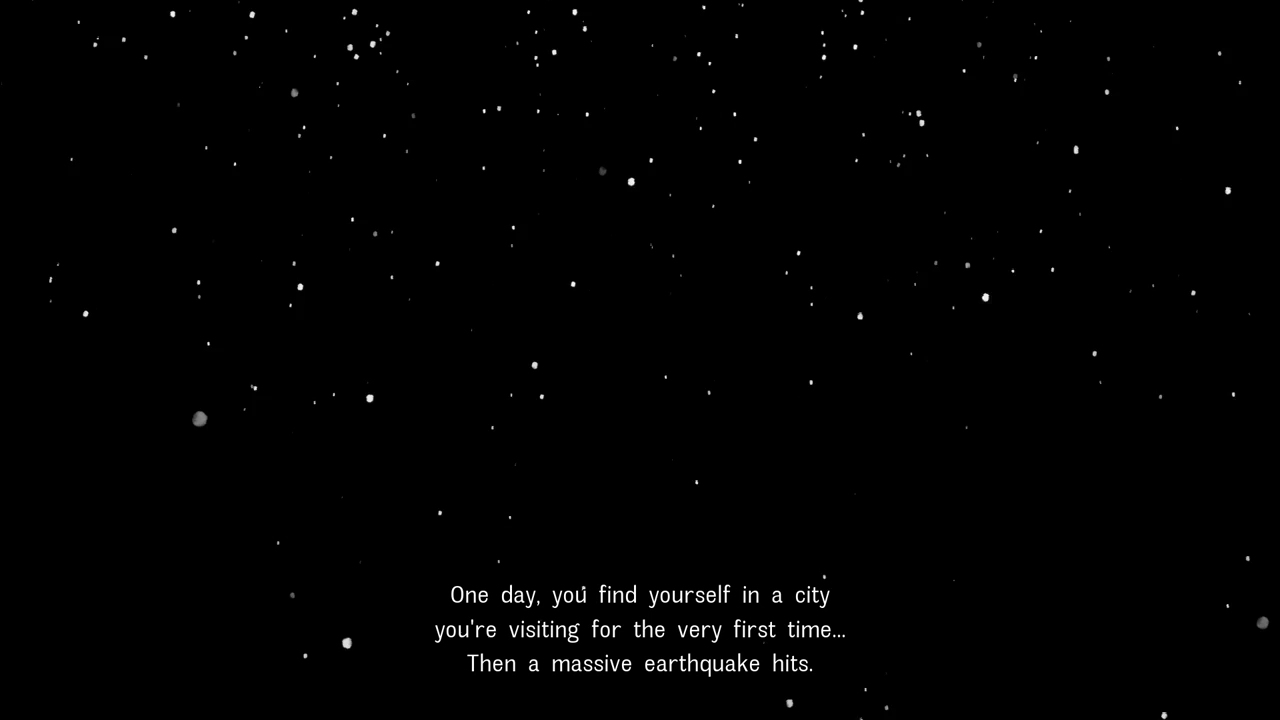 One day, you find yourself in a city
you're visiting for the very first time...
Then a massive earthquake hits.